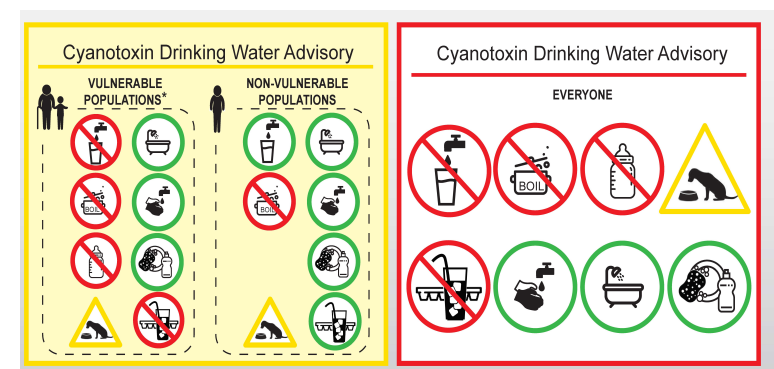 Cyanotoxin Drinking Water Advisory
VULNERABLE
POPULATIONS*
NON-VULNERABLE
POPULATIONS
BOIL
BOIL
Cyanotoxin Drinking Water Advisory
EVERYONE
BOIL